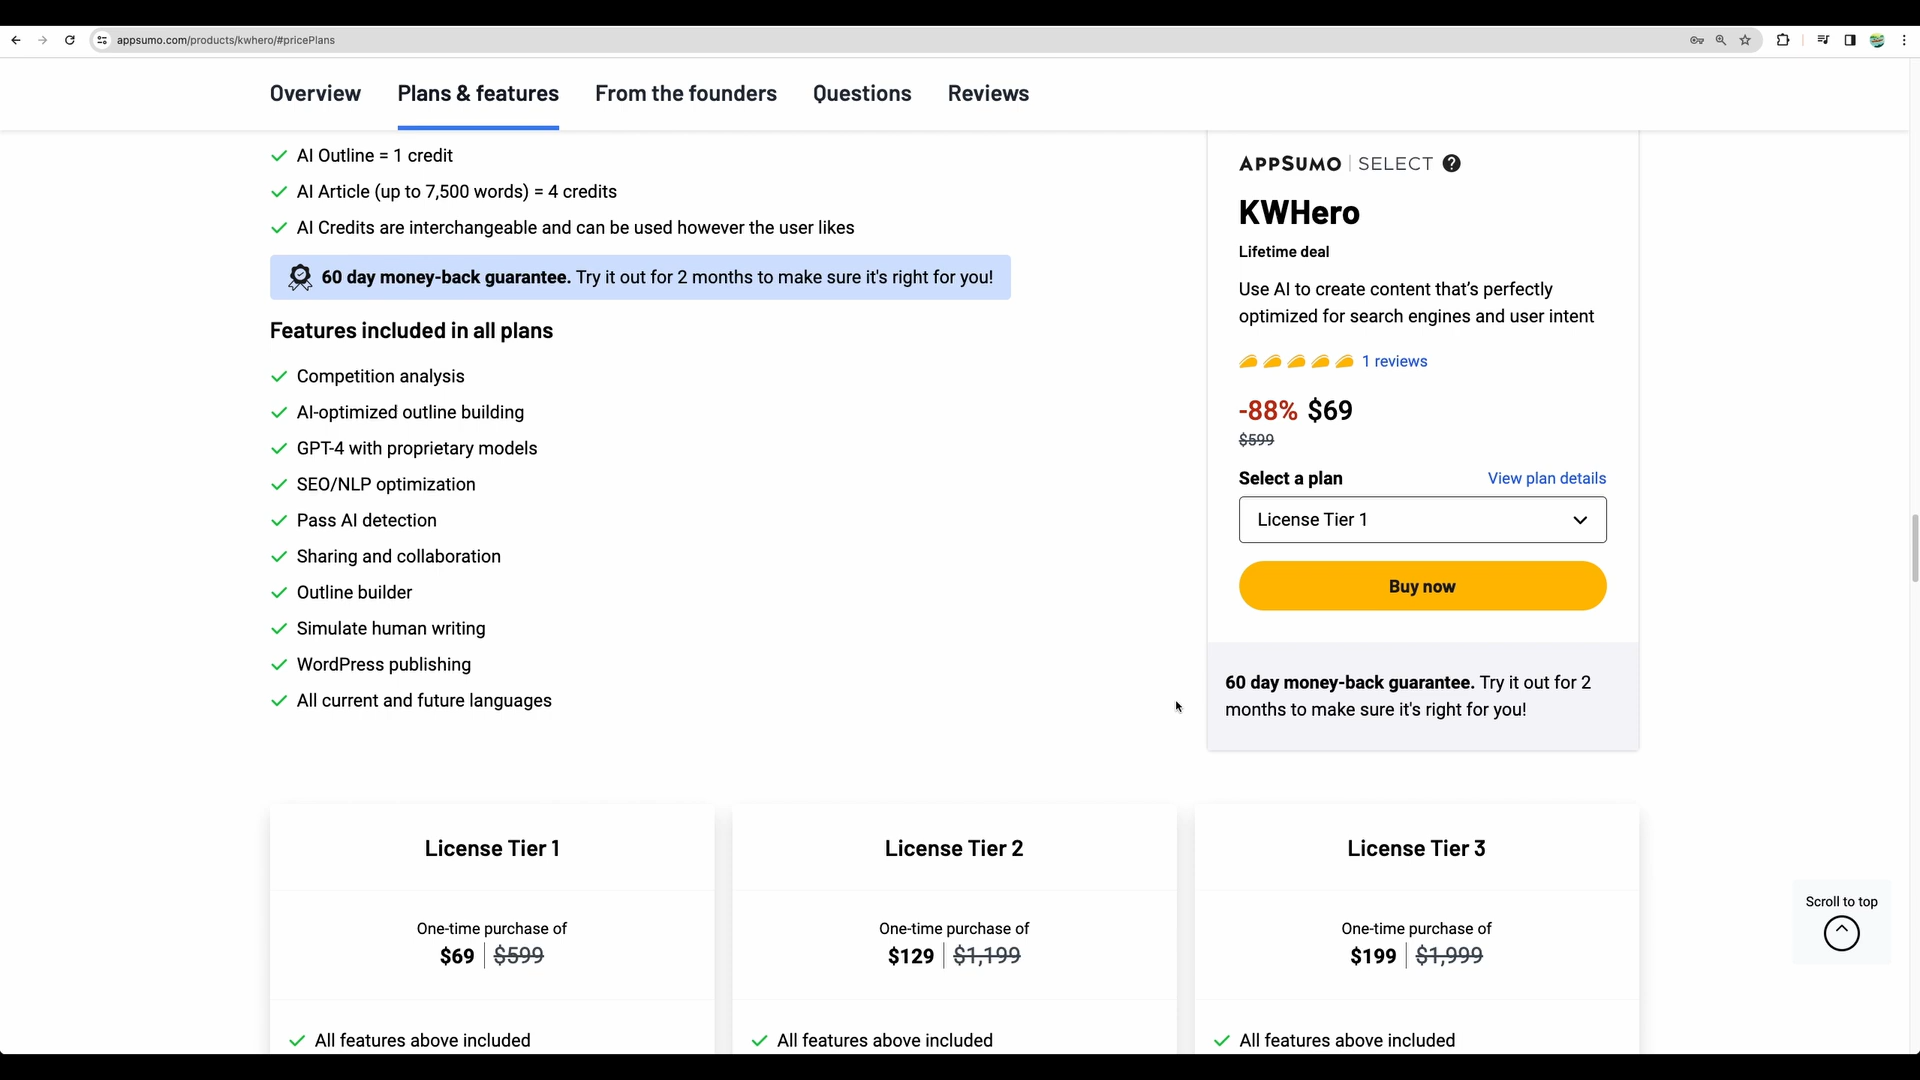 appsumo.com/products/kwhero/#pricePlans
Overview
Plans & features
From the founders
Questions
Reviews
AI Outline = 1 credit
AI Article (up to 7,500 words) = 4 credits
AI Credits are interchangeable and can be used however the user likes
60 day money-back guarantee. Try it out for 2 months to make sure it's right for you!
Features included in all plans
Competition analysis
AI-optimized outline building
GPT-4 with proprietary models
SEO/NLP optimization
Pass AI detection
Sharing and collaboration
Outline builder
Simulate human writing
WordPress publishing
All current and future languages
APPSUMO | SELECT ?
KWHero
Lifetime deal
Use AI to create content that’s perfectly
optimized for search engines and user intent
1 reviews
-88% $69
$599
Select a plan
View plan details
License Tier 1
Buy now
60 day money-back guarantee. Try it out for 2
months to make sure it's right for you!
License Tier 1
One-time purchase of
$69 | $599
All features above included
License Tier 2
One-time purchase of
$129 | $1,199
All features above included
License Tier 3
One-time purchase of
$199 | $1,999
All features above included
Scroll to top